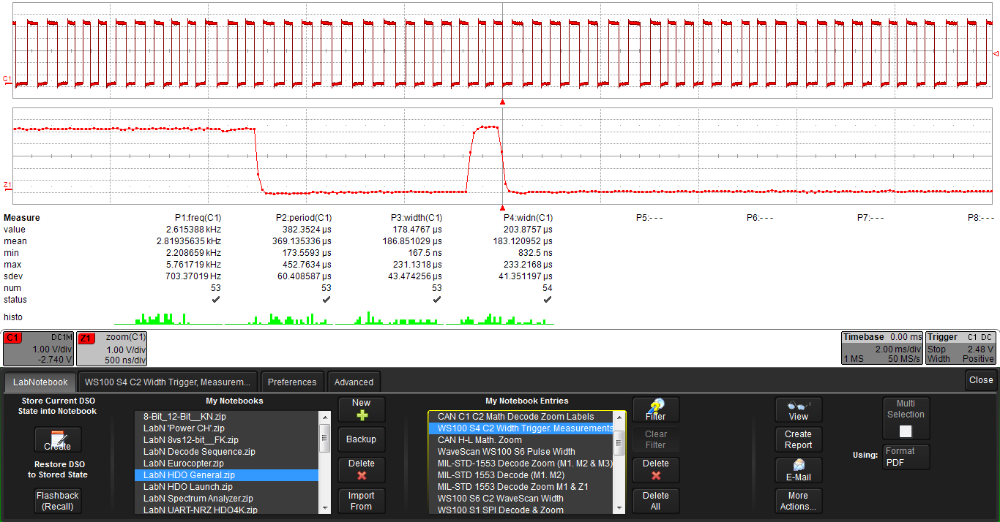 C1
Z1
Measure P1:freq(C1) P2:period(C1) P3:width(C1) P4:widn(C1) P5:- - - P6:- - - P7:- - - P8:- - -
value 2.615388 kHz 382.3524 µs 178.4767 µs 203.8757 µs
mean 2.81935635 kHz 369.135336 µs 186.851029 µs 183.120952 µs
min 2.208659 kHz 173.5593 µs 167.5 ns 832.5 ns
max 5.761719 kHz 452.7634 µs 231.1318 µs 233.2168 µs
sdev 703.37019 Hz 60.408587 µs 43.474256 µs 41.351197 µs
num 53 53 53 54
status
histo
C1 DC1M
1.00 V/div
-2.740 V
Z1 zoom(C1)
1.00 V/div
500 ns/div
Timebase 0.00 ms
2.00 ms/div
1 MS 50 MS/s
Trigger C1 DC
Stop 2.48 V
Width Positive
LabNotebook WS100 S4 C2 Width Trigger, Measurem... Preferences Advanced Close
Store Current DSO
State into Notebook
Create
Restore DSO
to Stored State
Flashback
(Recall)
My Notebooks
8-Bit_12-Bit__KN.zip
LabN 'Power CH'.zip
LabN 8vs12-bit__FK.zip
LabN Decode Sequence.zip
LabN Eurocopter.zip
LabN HDO General.zip
LabN HDO Launch.zip
LabN Spectrum Analyzer.zip
LabN UART-NRZ HDO4K.zip
New
Backup
Delete
Import
From
My Notebook Entries
CAN C1 C2 Math Decode Zoom Labels
WS100 S4 C2 Width Trigger. Measurements
CAN H-L Math. Zoom
WaveScan WS100 S6 Pulse Width
MIL-STD-1553 Decode Zoom (M1. M2 & M3)
MIL-STD 1553 Decode (M1. M2)
MIL-STD 1553 Decode Zoom M1 & Z1
WS100 S6 C2 WaveScan Width
WS100 S1 SPI Decode & Zoom
Filter
Clear
Filter
Delete
Delete
All
View
Create
Report
E-Mail
More
Actions...
Multi
Selection
Using:
Format
PDF